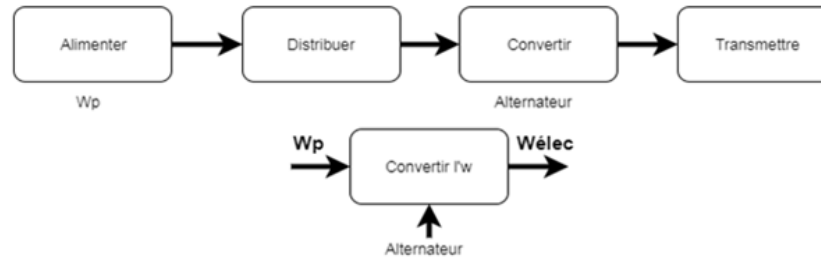 Alimenter
Distribuer
Convertir
Transmettre
Wp
Alternateur
Wp
Wélec
Convertir l'w
Alternateur